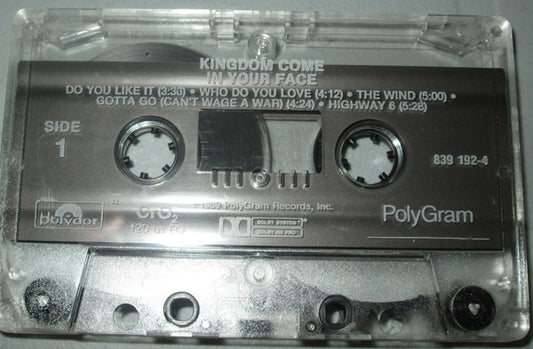 KINGDOM COME
IN YOUR FACE
DO YOU LIKE IT (3:30) • WHO DO YOU LOVE (4:12) • THE WIND (5:00) •
GOTTA GO (CAN'T WAGE A WAR) (4:24) • HIGHWAY 6 (5:28)
SIDE
1
839 192-4
polydor
CrO2
120 us EQ
©1989 PolyGram Records, Inc.
DOLBY SYSTEM
DOLBY HX PRO
PolyGram